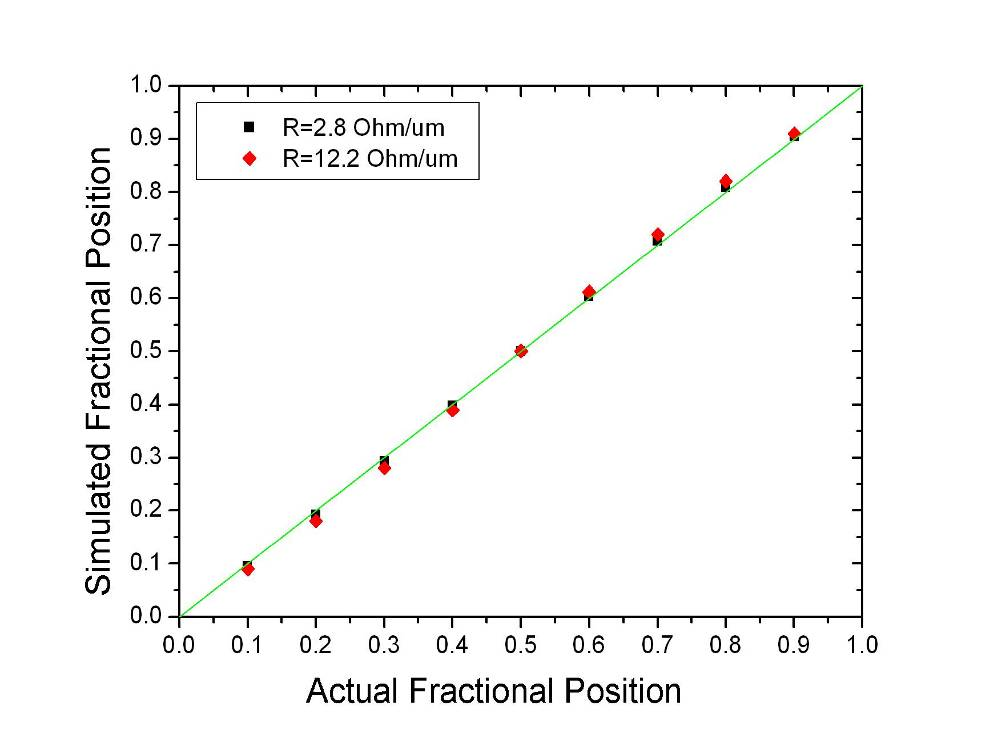 1.0
0.9
0.8
0.7
0.6
0.5
0.4
0.3
0.2
0.1
0.0
Simulated Fractional Position
R=2.8 Ohm/um
R=12.2 Ohm/um
0.0 0.1 0.2 0.3 0.4 0.5 0.6 0.7 0.8 0.9 1.0
Actual Fractional Position